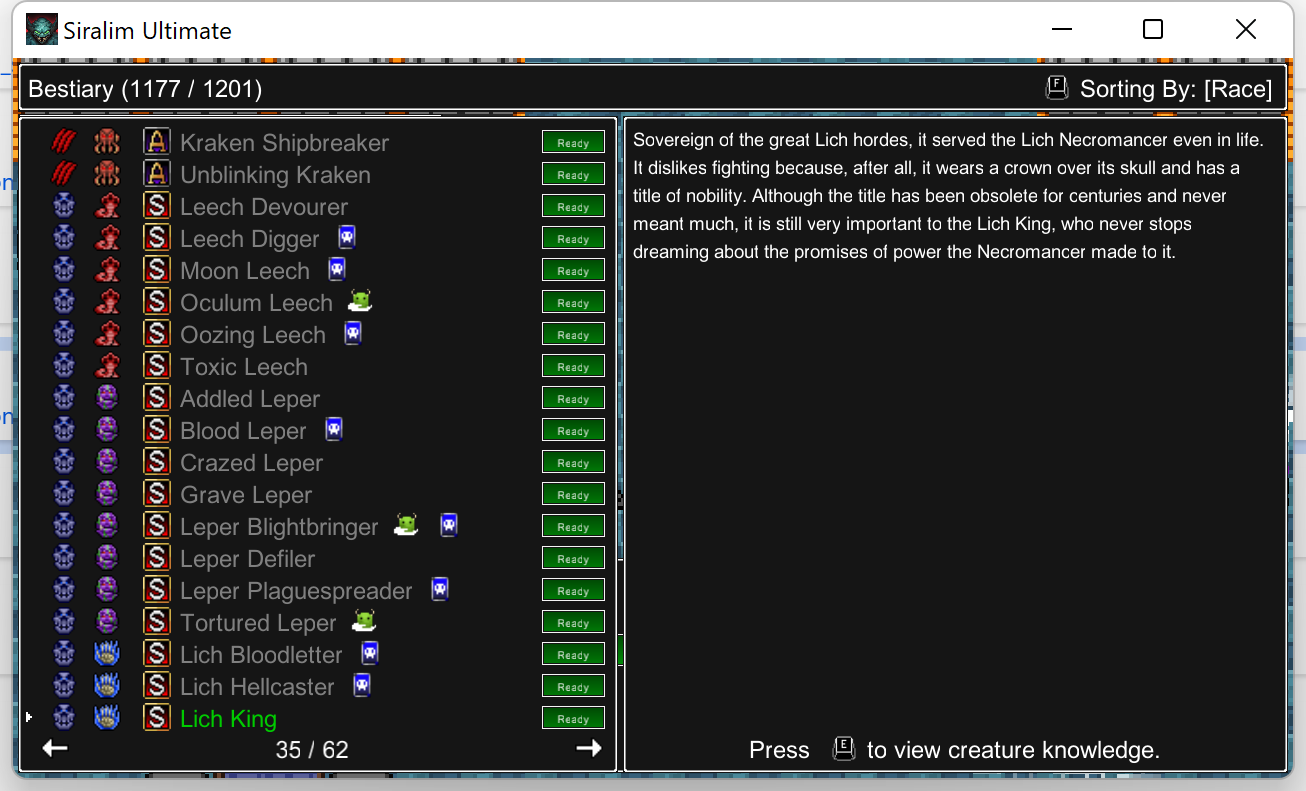 Siralim Ultimate
Bestiary (1177 / 1201)
F Sorting By: [Race]
A Kraken Shipbreaker Ready
A Unblinking Kraken Ready
S Leech Devourer Ready
S Leech Digger Ready
S Moon Leech Ready
S Oculum Leech Ready
S Oozing Leech Ready
S Toxic Leech Ready
S Addled Leper Ready
S Blood Leper Ready
S Crazed Leper Ready
S Grave Leper Ready
S Leper Blightbringer Ready
S Leper Defiler Ready
S Leper Plaguespreader Ready
S Tortured Leper Ready
S Lich Bloodletter Ready
S Lich Hellcaster Ready
S Lich King Ready
35 / 62
Sovereign of the great Lich hordes, it served the Lich Necromancer even in life.
It dislikes fighting because, after all, it wears a crown over its skull and has a
title of nobility. Although the title has been obsolete for centuries and never
meant much, it is still very important to the Lich King, who never stops
dreaming about the promises of power the Necromancer made to it.
Press E to view creature knowledge.